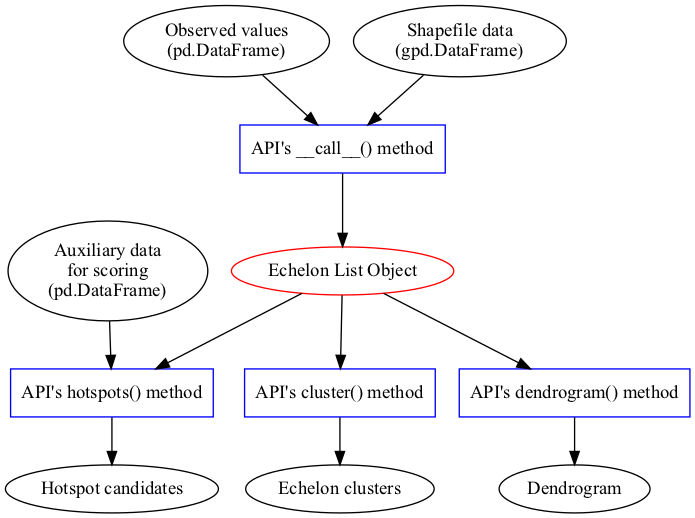 Observed values
(pd.DataFrame)
Shapefile data
(gpd.DataFrame)
API's __call__() method
Auxiliary data
for scoring
(pd.DataFrame)
Echelon List Object
API's hotspots() method
API's cluster() method
API's dendrogram() method
Hotspot candidates
Echelon clusters
Dendrogram